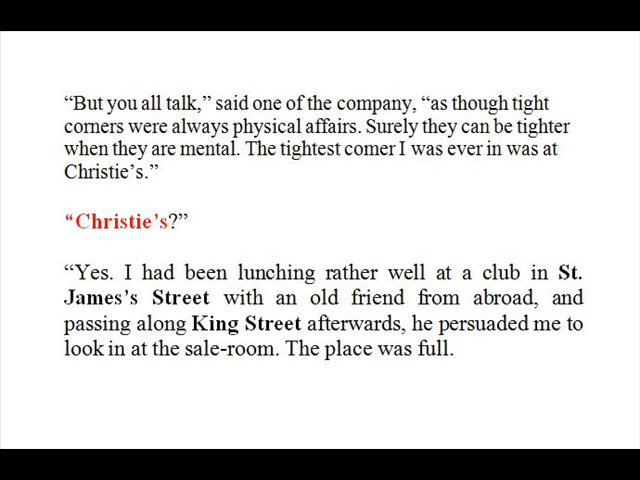 “But you all talk,” said one of the company, “as though tight
corners were always physical affairs. Surely they can be tighter
when they are mental. The tightest comer I was ever in was at
Christie’s.”
“Christie’s?”
“Yes. I had been lunching rather well at a club in St.
James’s Street with an old friend from abroad, and
passing along King Street afterwards, he persuaded me to
look in at the sale-room. The place was full.